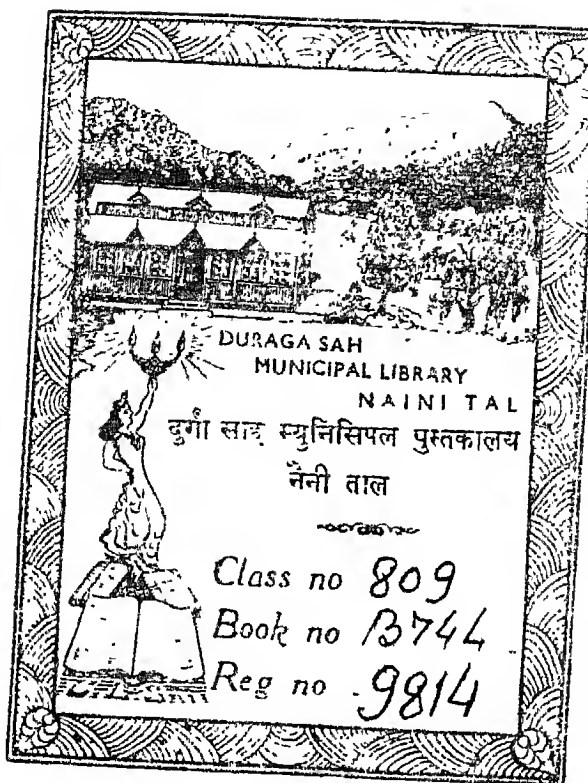 DURAGA SAH
MUNICIPAL LIBRARY
NAINI TAL
दुर्गा साह म्युनिसिपल पुस्तकालय
नैनी ताल
Class no 809
Book no B744
Reg no 9814